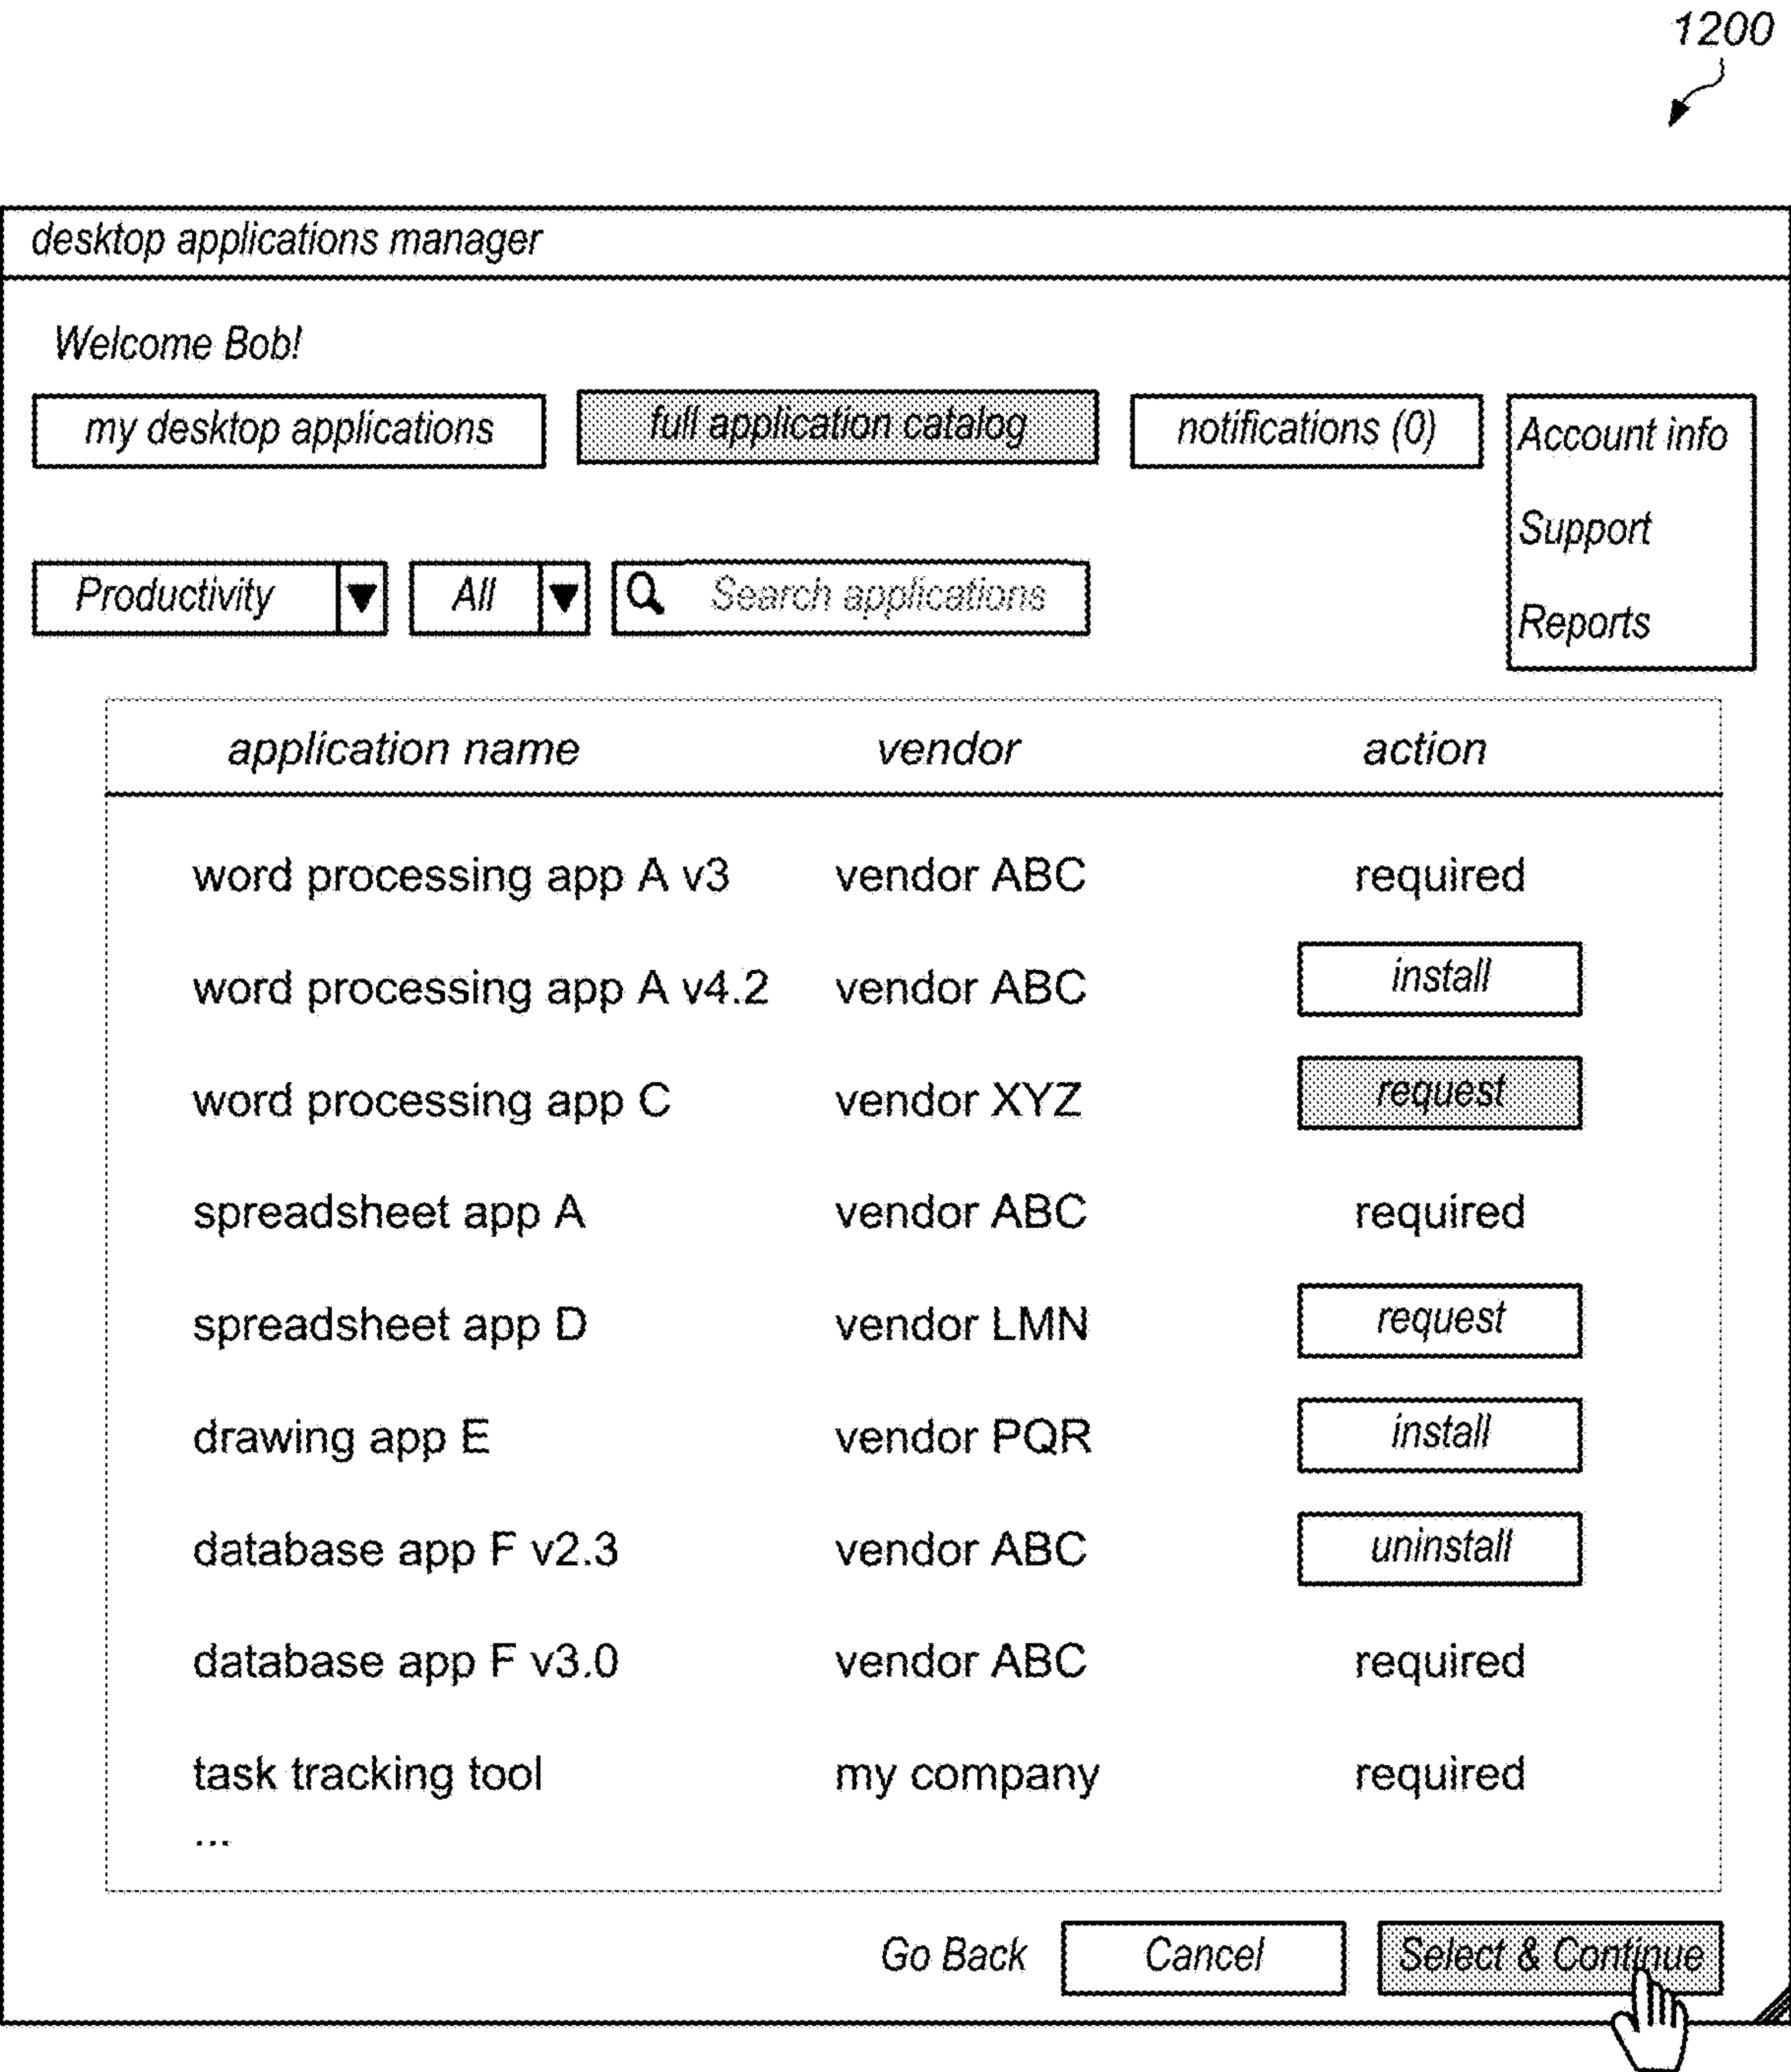 1200
desktop applications manager
Welcome Bob!
my desktop applications full application catalog notifications (0) Account info
Support
Productivity All Search applications
Reports
application name vendor action
word processing app A v3 vendor ABC required
word processing app A v4.2 vendor ABC install
word processing app C vendor XYZ request
spreadsheet app A vendor ABC required
spreadsheet app D vendor LMN request
drawing app E vendor PQR install
database app F v2.3 vendor ABC uninstall
database app F v3.0 vendor ABC required
task tracking tool my company required
...
Go Back Cancel Select & Continue